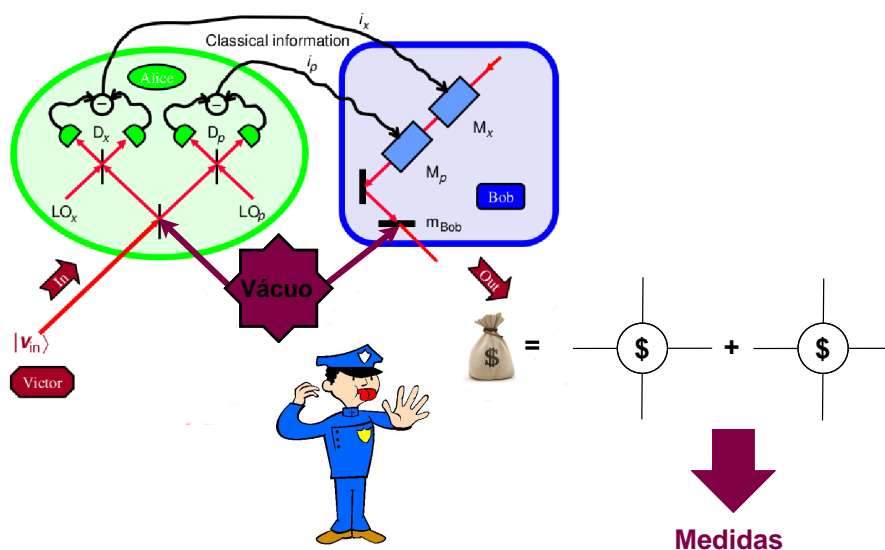 i_x
Classical information
i_p
Alice
−
−
D_x
D_p
M_x
M_p
LO_x
LO_p
Bob
m_Bob
In
Vácuo
Out
|v_in⟩
Victor
$
=
$
+
$
Medidas